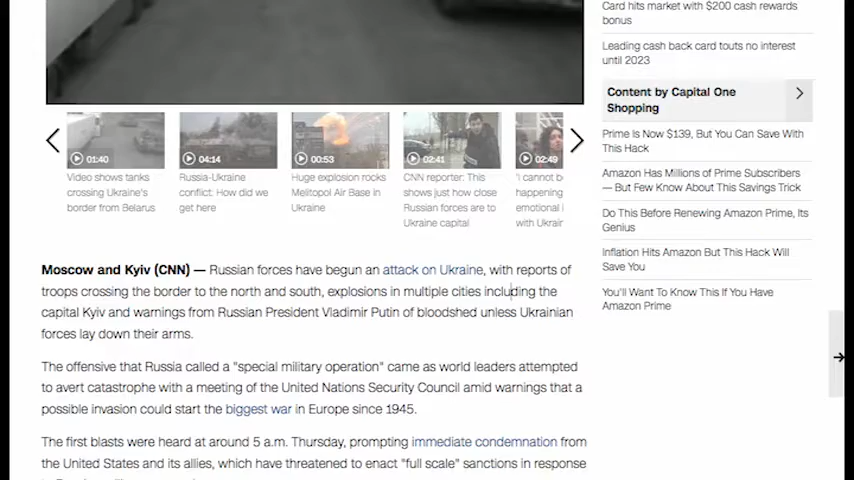 Card hits market with $200 cash rewards
bonus
Leading cash back card touts no interest
until 2023
Content by Capital One
Shopping
Prime Is Now $139, But You Can Save With
This Hack
Amazon Has Millions of Prime Subscribers
— But Few Know About This Savings Trick
Do This Before Renewing Amazon Prime, Its
Genius
Inflation Hits Amazon But This Hack Will
Save You
You'll Want To Know This If You Have
Amazon Prime
01:40
04:14
00:53
02:41
02:49
Video shows tanks
crossing Ukraine's
border from Belarus
Russia-Ukraine
conflict: How did we
get here
Huge explosion rocks
Melitopol Air Base in
Ukraine
CNN reporter: This
shows just how close
Russian forces are to
Ukraine capital
'I cannot b
happening
emotional i
with Ukrair
Moscow and Kyiv (CNN) — Russian forces have begun an attack on Ukraine, with reports of
troops crossing the border to the north and south, explosions in multiple cities including the
capital Kyiv and warnings from Russian President Vladimir Putin of bloodshed unless Ukrainian
forces lay down their arms.
The offensive that Russia called a "special military operation" came as world leaders attempted
to avert catastrophe with a meeting of the United Nations Security Council amid warnings that a
possible invasion could start the biggest war in Europe since 1945.
The first blasts were heard at around 5 a.m. Thursday, prompting immediate condemnation from
the United States and its allies, which have threatened to enact "full scale" sanctions in response